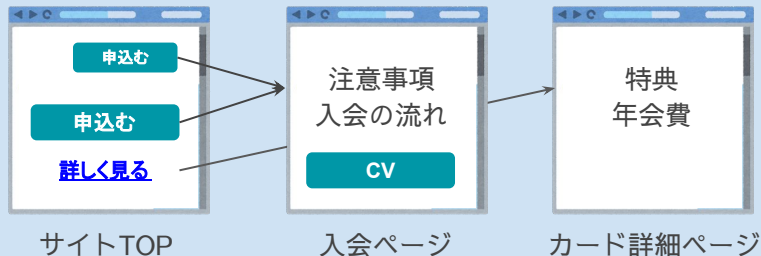 申込む
申込む
詳しく見る
サイトTOP
注意事項
入会の流れ
CV
入会ページ
特典
年会費
カード詳細ページ